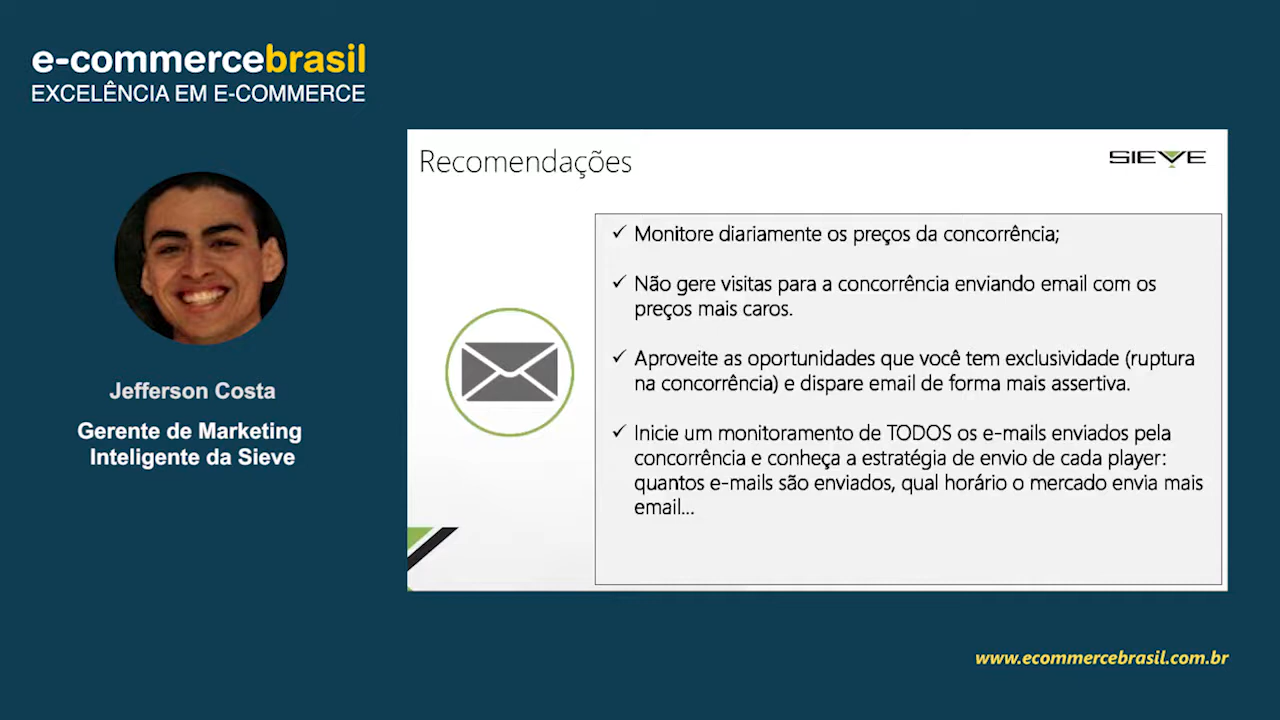 e-commercebrasil
EXCELÊNCIA EM E-COMMERCE
Recomendações
SIEVE
✓ Monitore diariamente os preços da concorrência;
✓ Não gere visitas para a concorrência enviando email com os
preços mais caros.
✓ Aproveite as oportunidades que você tem exclusividade (ruptura
na concorrência) e dispare email de forma mais assertiva.
✓ Inicie um monitoramento de TODOS os e-mails enviados pela
concorrência e conheça a estratégia de envio de cada player:
quantos e-mails são enviados, qual horário o mercado envia mais
email...
Jefferson Costa
Gerente de Marketing
Inteligente da Sieve
www.ecommercebrasil.com.br